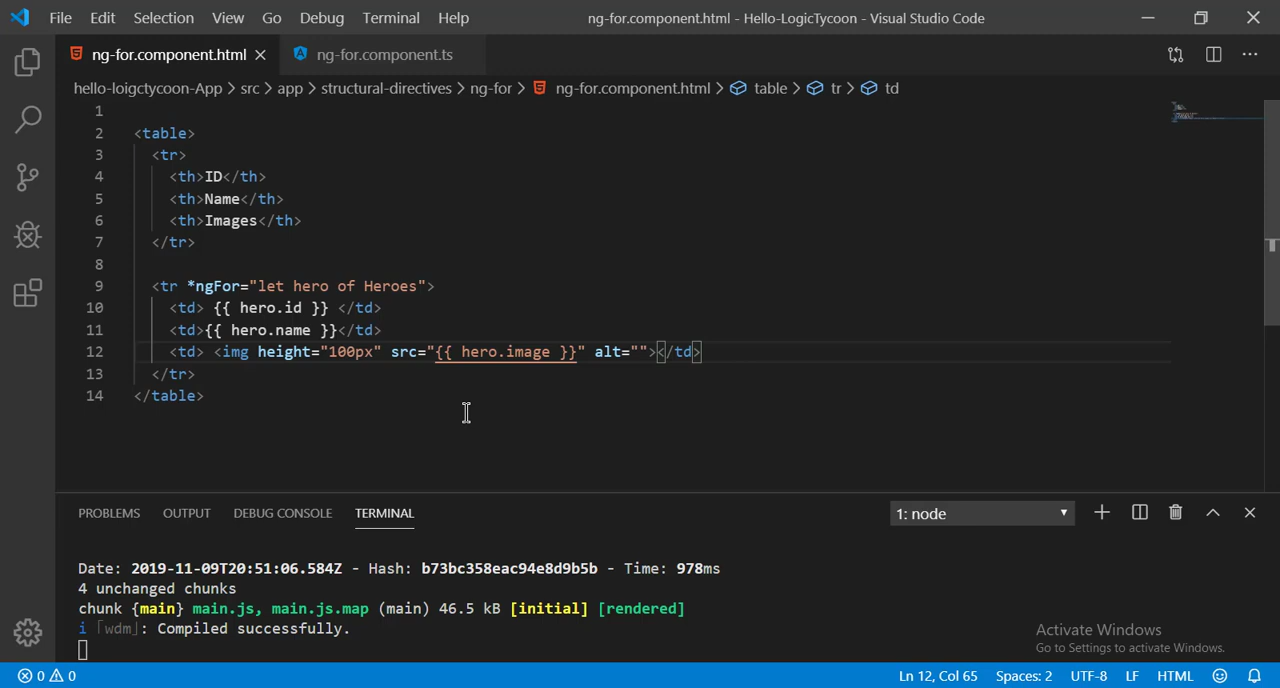 File Edit Selection View Go Debug Terminal Help ng-for.component.html - Hello-LogicTycoon - Visual Studio Code
ng-for.component.html ng-for.component.ts
hello-loigctycoon-App > src > app > structural-directives > ng-for > ng-for.component.html > table > tr > td
1
2 <table>
3 <tr>
4 <th>ID</th>
5 <th>Name</th>
6 <th>Images</th>
7 </tr>
8
9 <tr *ngFor="let hero of Heroes">
10 <td> {{ hero.id }} </td>
11 <td>{{ hero.name }}</td>
12 <td> <img height="100px" src="{{ hero.image }}" alt=""></td>
13 </tr>
14 </table>
PROBLEMS OUTPUT DEBUG CONSOLE TERMINAL 1: node
Date: 2019-11-09T20:51:06.584Z - Hash: b73bc358eac94e8d9b5b - Time: 978ms
4 unchanged chunks
chunk {main} main.js, main.js.map (main) 46.5 kB [initial] [rendered]
i ｢wdm｣: Compiled successfully.
Activate Windows
Go to Settings to activate Windows.
0 0 Ln 12, Col 65 Spaces: 2 UTF-8 LF HTML